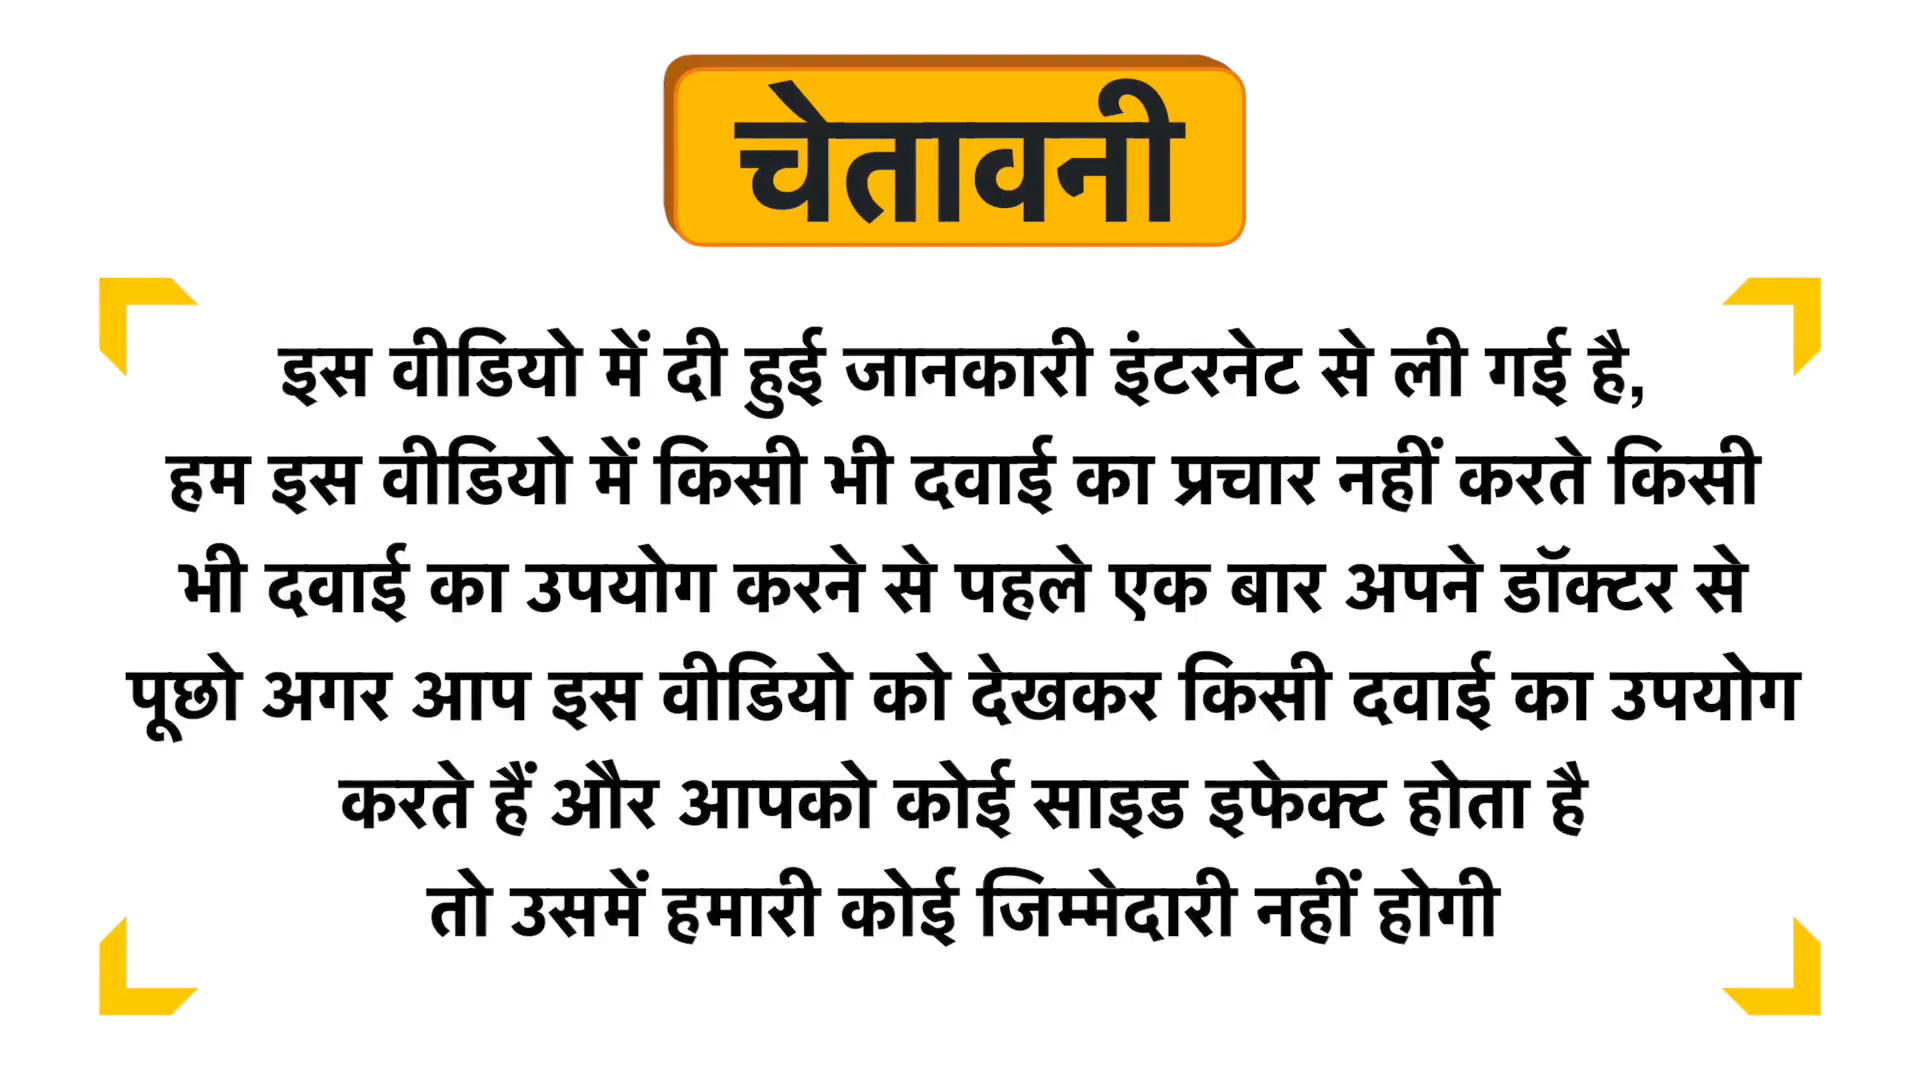 चेतावनी
इस वीडियो में दी हुई जानकारी इंटरनेट से ली गई है,
हम इस वीडियो में किसी भी दवाई का प्रचार नहीं करते किसी
भी दवाई का उपयोग करने से पहले एक बार अपने डॉक्टर से
पूछो अगर आप इस वीडियो को देखकर किसी दवाई का उपयोग
करते हैं और आपको कोई साइड इफेक्ट होता है
तो उसमें हमारी कोई जिम्मेदारी नहीं होगी